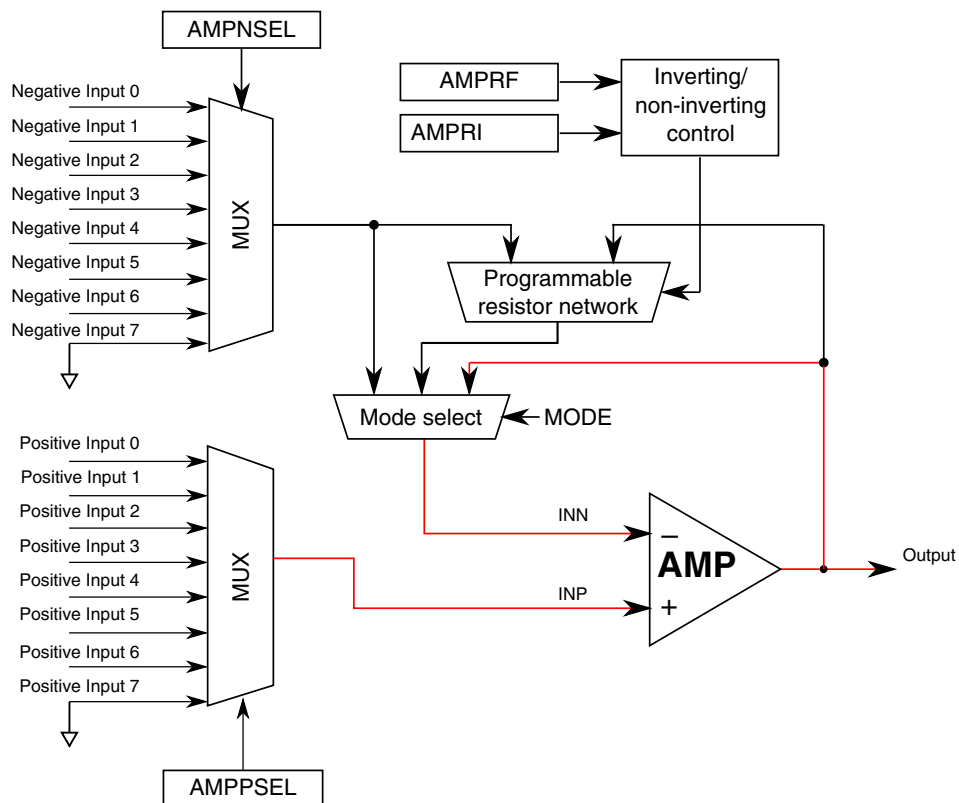 AMPNSEL
Negative Input 0
Negative Input 1
Negative Input 2
Negative Input 3
Negative Input 4
Negative Input 5
Negative Input 6
Negative Input 7
MUX
AMPRF
AMPRI
Inverting/
non-inverting
control
Programmable
resistor network
Mode select
MODE
Positive Input 0
Positive Input 1
Positive Input 2
Positive Input 3
Positive Input 4
Positive Input 5
Positive Input 6
Positive Input 7
MUX
INN
INP
−
AMP
+
Output
AMPPSEL